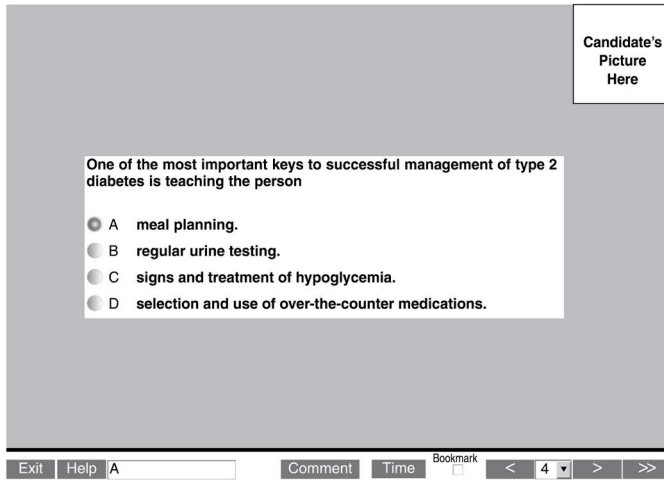 Candidate's
Picture
Here
One of the most important keys to successful management of type 2
diabetes is teaching the person
A meal planning.
B regular urine testing.
C signs and treatment of hypoglycemia.
D selection and use of over-the-counter medications.
Exit Help A Comment Time Bookmark < 4 > >>